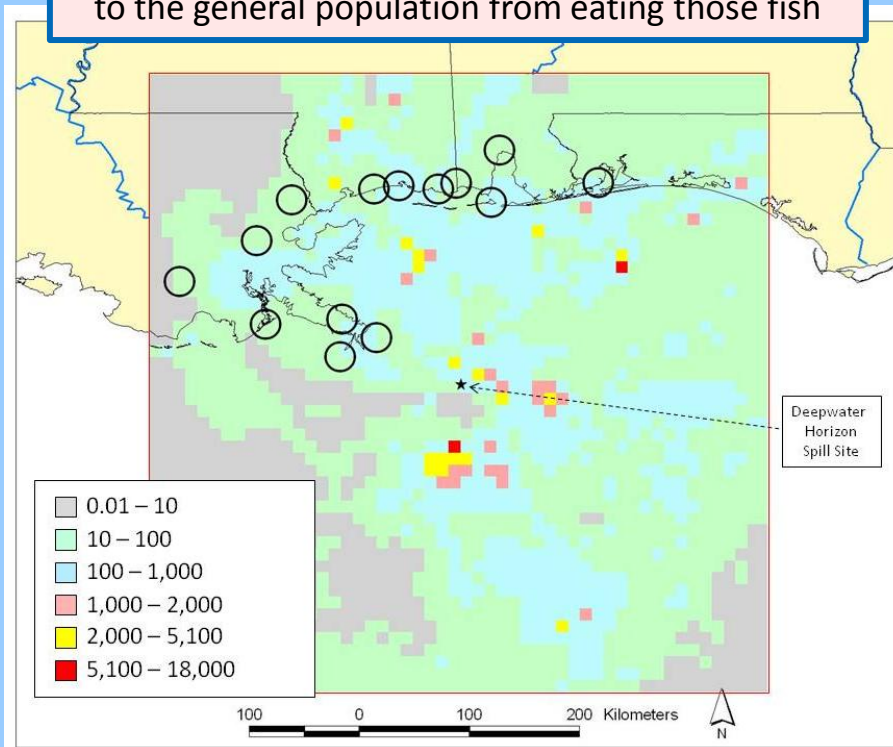 to the general population from eating those fish
Deepwater
Horizon
Spill Site
0.01 – 10
10 – 100
100 – 1,000
1,000 – 2,000
2,000 – 5,100
5,100 – 18,000
100 0 100 200 Kilometers
N